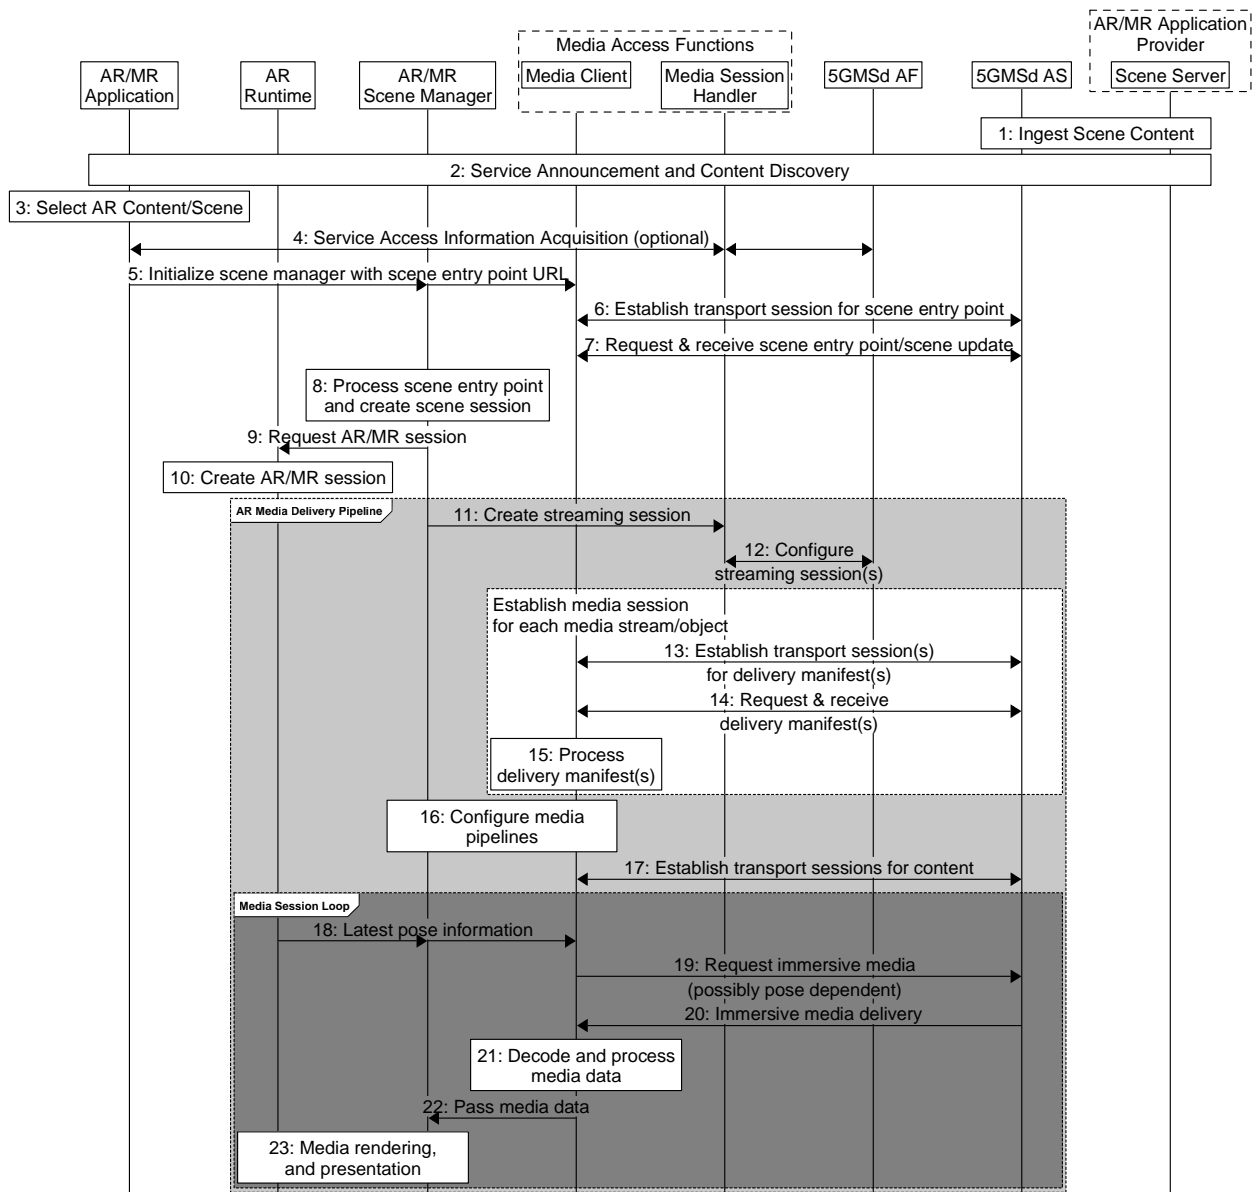 AR/MR Application
Provider
Media Access Functions
AR/MR
Application
AR
Runtime
AR/MR
Scene Manager
Media Client
Media Session
Handler
5GMSd AF
5GMSd AS
Scene Server
1: Ingest Scene Content
2: Service Announcement and Content Discovery
3: Select AR Content/Scene
4: Service Access Information Acquisition (optional)
5: Initialize scene manager with scene entry point URL
6: Establish transport session for scene entry point
7: Request & receive scene entry point/scene update
8: Process scene entry point
and create scene session
9: Request AR/MR session
10: Create AR/MR session
AR Media Delivery Pipeline
11: Create streaming session
12: Configure
streaming session(s)
Establish media session
for each media stream/object
13: Establish transport session(s)
for delivery manifest(s)
14: Request & receive
delivery manifest(s)
15: Process
delivery manifest(s)
16: Configure media
pipelines
17: Establish transport sessions for content
Media Session Loop
18: Latest pose information
19: Request immersive media
(possibly pose dependent)
20: Immersive media delivery
21: Decode and process
media data
22: Pass media data
23: Media rendering,
and presentation